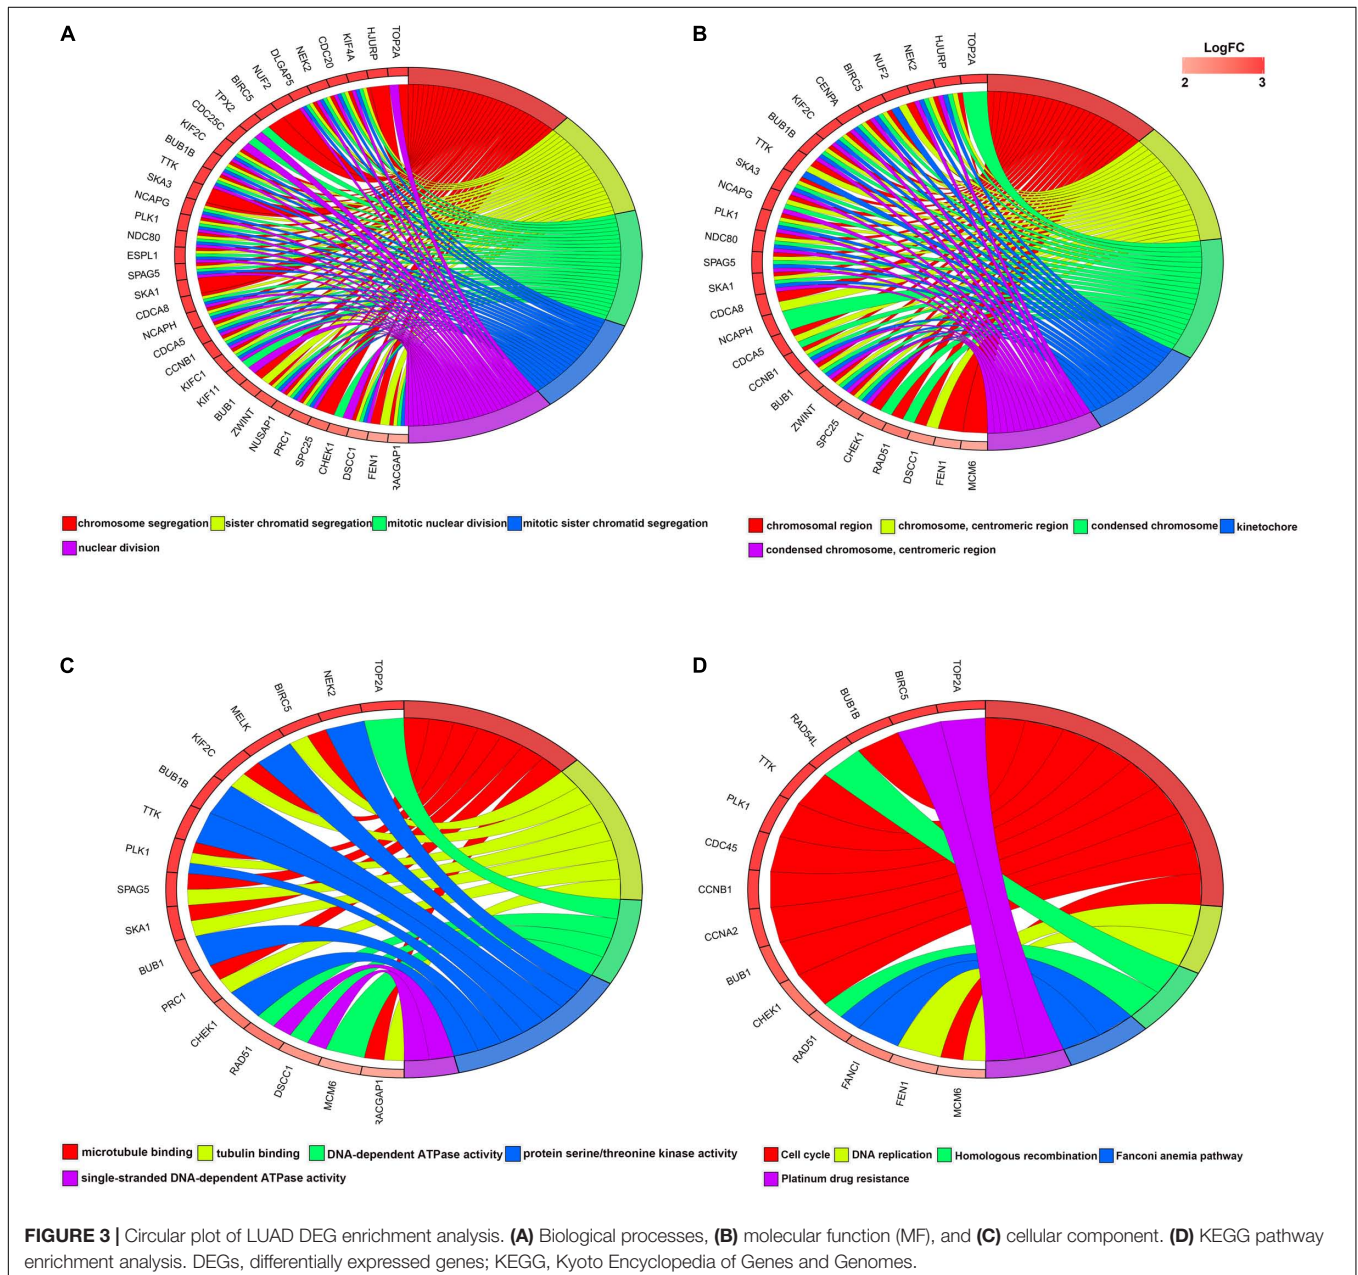 A
TOP2A
HJURP
KIF4A
CDC20
NEK2
DLGAP5
NUF2
BIRC5
TPX2
CDC25C
KIF2C
BUB1B
TTK
SKA3
NCAPG
PLK1
NDC80
ESPL1
SPAG5
SKA1
CDCA8
NCAPH
CDCA5
CCNB1
KIFC1
KIF11
BUB1
ZWINT
NUSAP1
PRC1
SPC25
CHEK1
DSCC1
FEN1
RACGAP1
chromosome segregation sister chromatid segregation mitotic nuclear division mitotic sister chromatid segregation
nuclear division
B
TOP2A
HJURP
NEK2
NUF2
BIRC5
CENPA
KIF2C
BUB1B
TTK
SKA3
NCAPG
PLK1
NDC80
SPAG5
SKA1
CDCA8
NCAPH
CDCA5
CCNB1
BUB1
ZWINT
SPC25
CHEK1
RAD51
DSCC1
FEN1
MCM6
LogFC
2 3
chromosomal region chromosome, centromeric region condensed chromosome kinetochore
condensed chromosome, centromeric region
C
TOP2A
NEK2
BIRC5
MELK
KIF2C
BUB1B
TTK
PLK1
SPAG5
SKA1
BUB1
PRC1
CHEK1
RAD51
DSCC1
MCM6
RACGAP1
microtubule binding tubulin binding DNA-dependent ATPase activity protein serine/threonine kinase activity
single-stranded DNA-dependent ATPase activity
D
TOP2A
BIRC5
BUB1B
RAD54L
TTK
PLK1
CDC45
CCNB1
CCNA2
BUB1
CHEK1
RAD51
FANCI
FEN1
MCM6
Cell cycle DNA replication Homologous recombination Fanconi anemia pathway
Platinum drug resistance
FIGURE 3 | Circular plot of LUAD DEG enrichment analysis. (A) Biological processes, (B) molecular function (MF), and (C) cellular component. (D) KEGG pathway
enrichment analysis. DEGs, differentially expressed genes; KEGG, Kyoto Encyclopedia of Genes and Genomes.